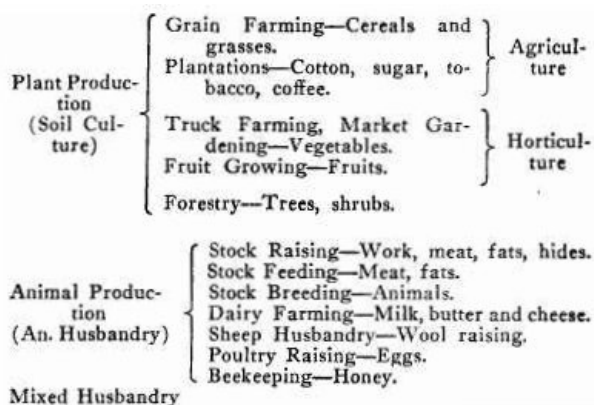 Grain Farming—Cereals and
grasses.
Plantations—Cotton, sugar, to-
bacco, coffee.
Agricul-
ture
Plant Produc-
tion
(Soil Cul-
ture)
Truck Farming, Market Gar-
dening—Vegetables.
Fruit Growing—Fruits.
Horticul-
ture
Forestry—Trees, shrubs.
Animal Produc-
tion
(An. Husbandry)
Stock Raising—Work, meat, fats, hides.
Stock Feeding—Meat, fats.
Stock Breeding—Animals.
Dairy Farming—Milk, butter and cheese.
Sheep Husbandry—Wool raising.
Poultry Raising—Eggs.
Beekeeping—Honey.
Mixed Husbandry